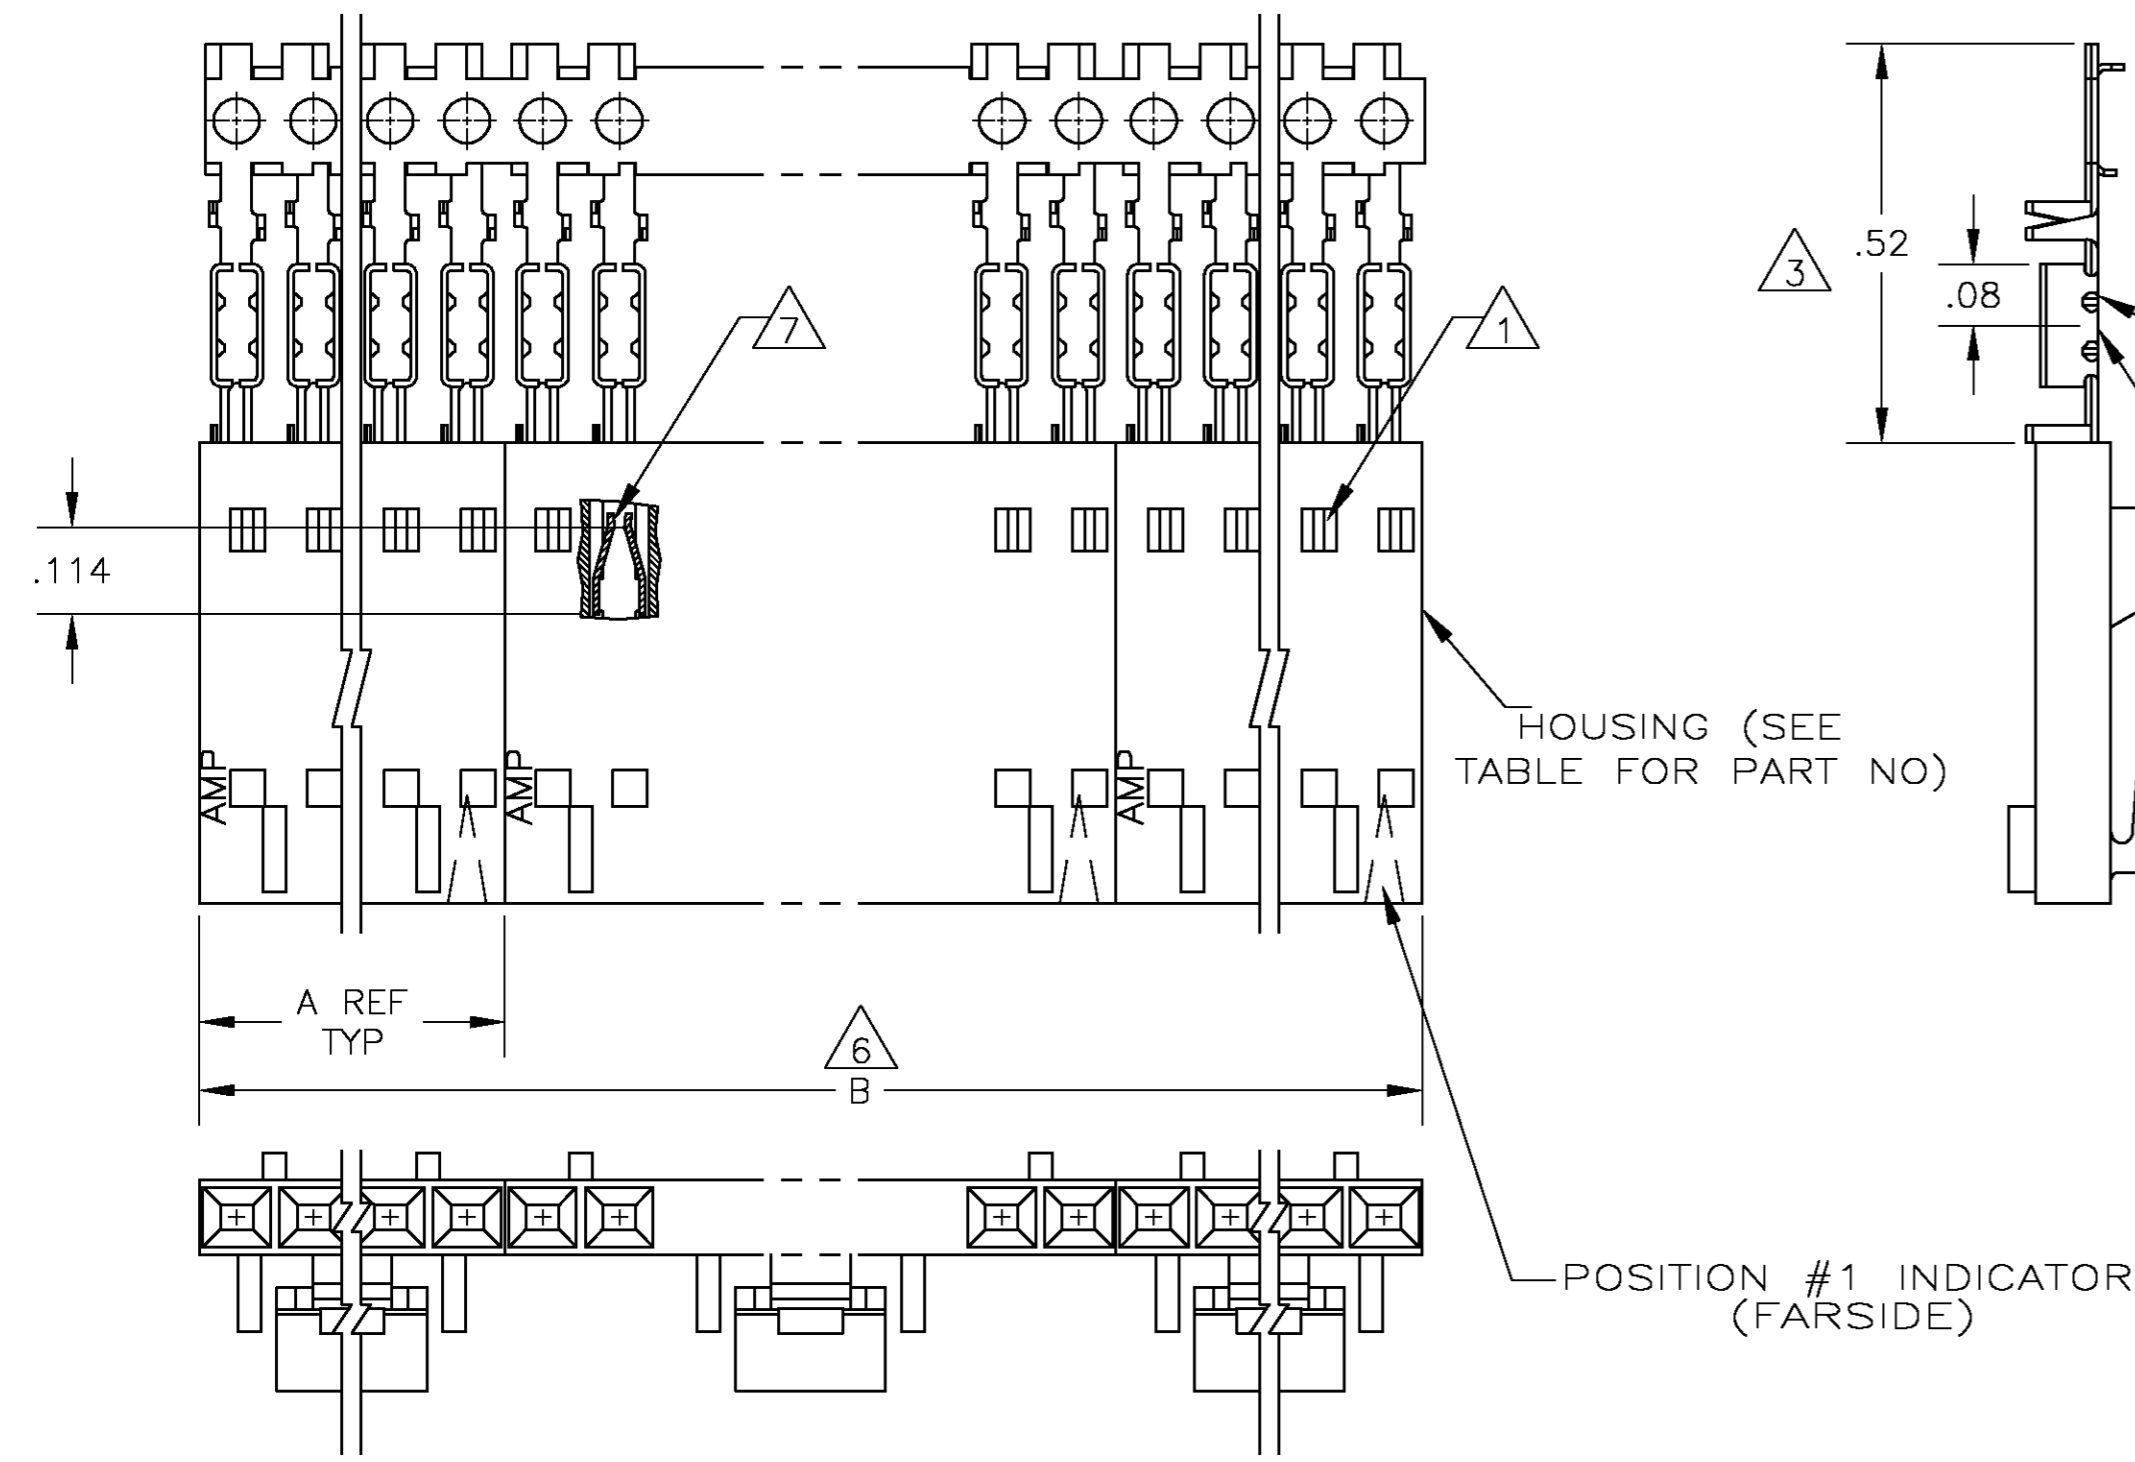 .52
3
.08
7
1
.114
HOUSING (SEE
TABLE FOR PART NO)
AMP
AMP
AMP
A REF
TYP
6
B
POSITION #1 INDICATOR
(FARSIDE)